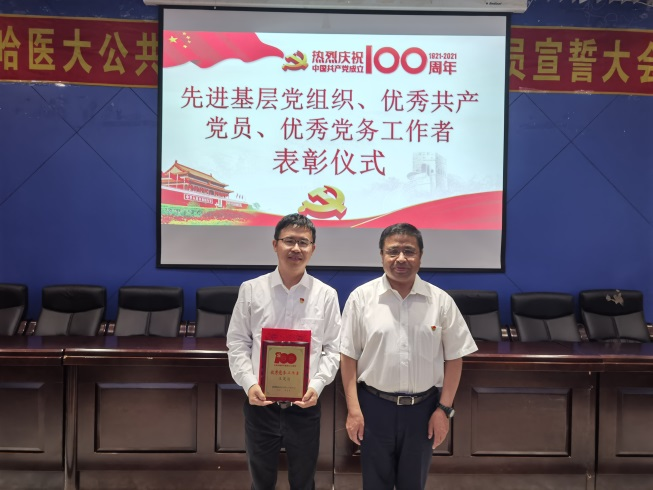 哈医大公共
员宣誓大会
热烈庆祝
中国共产党成立
100
1921-2021
周年
先进基层党组织、优秀共产
党员、优秀党务工作者
表彰仪式
100